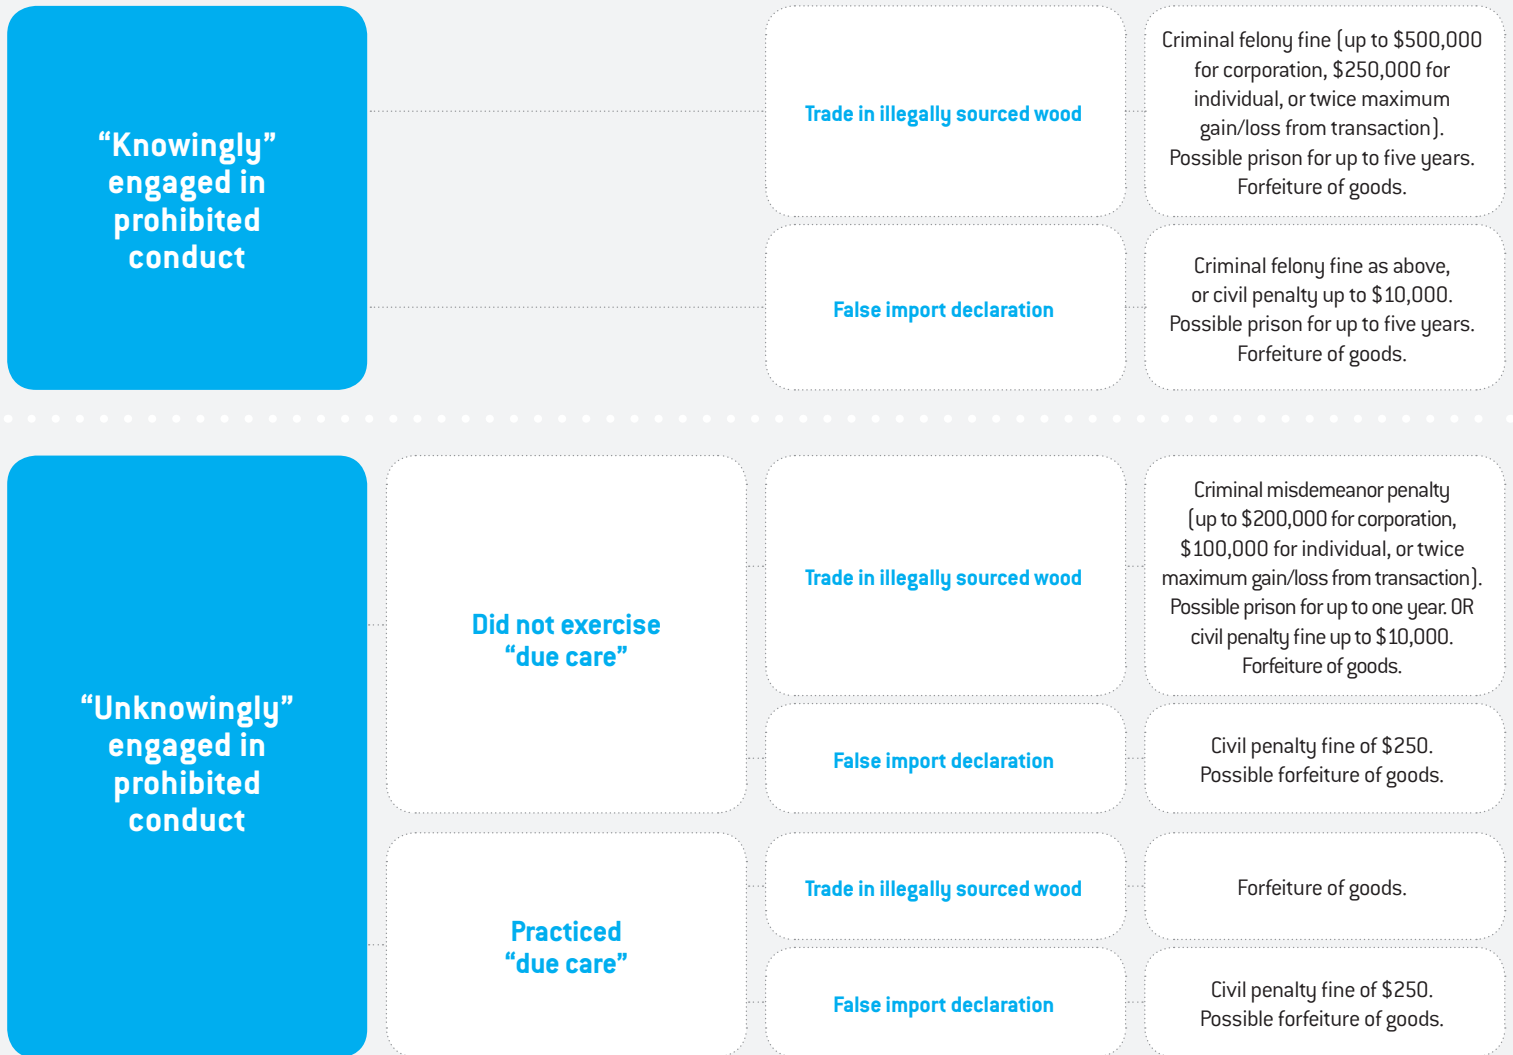 “Knowingly”
engaged in
prohibited
conduct
Trade in illegally sourced wood
Criminal felony fine (up to $500,000
for corporation, $250,000 for
individual, or twice maximum
gain/loss from transaction).
Possible prison for up to five years.
Forfeiture of goods.
False import declaration
Criminal felony fine as above,
or civil penalty up to $10,000.
Possible prison for up to five years.
Forfeiture of goods.
“Unknowingly”
engaged in
prohibited
conduct
Did not exercise
“due care”
Trade in illegally sourced wood
Criminal misdemeanor penalty
(up to $200,000 for corporation,
$100,000 for individual, or twice
maximum gain/loss from transaction).
Possible prison for up to one year. OR
civil penalty fine up to $10,000.
Forfeiture of goods.
False import declaration
Civil penalty fine of $250.
Possible forfeiture of goods.
Practiced
“due care”
Trade in illegally sourced wood
Forfeiture of goods.
False import declaration
Civil penalty fine of $250.
Possible forfeiture of goods.